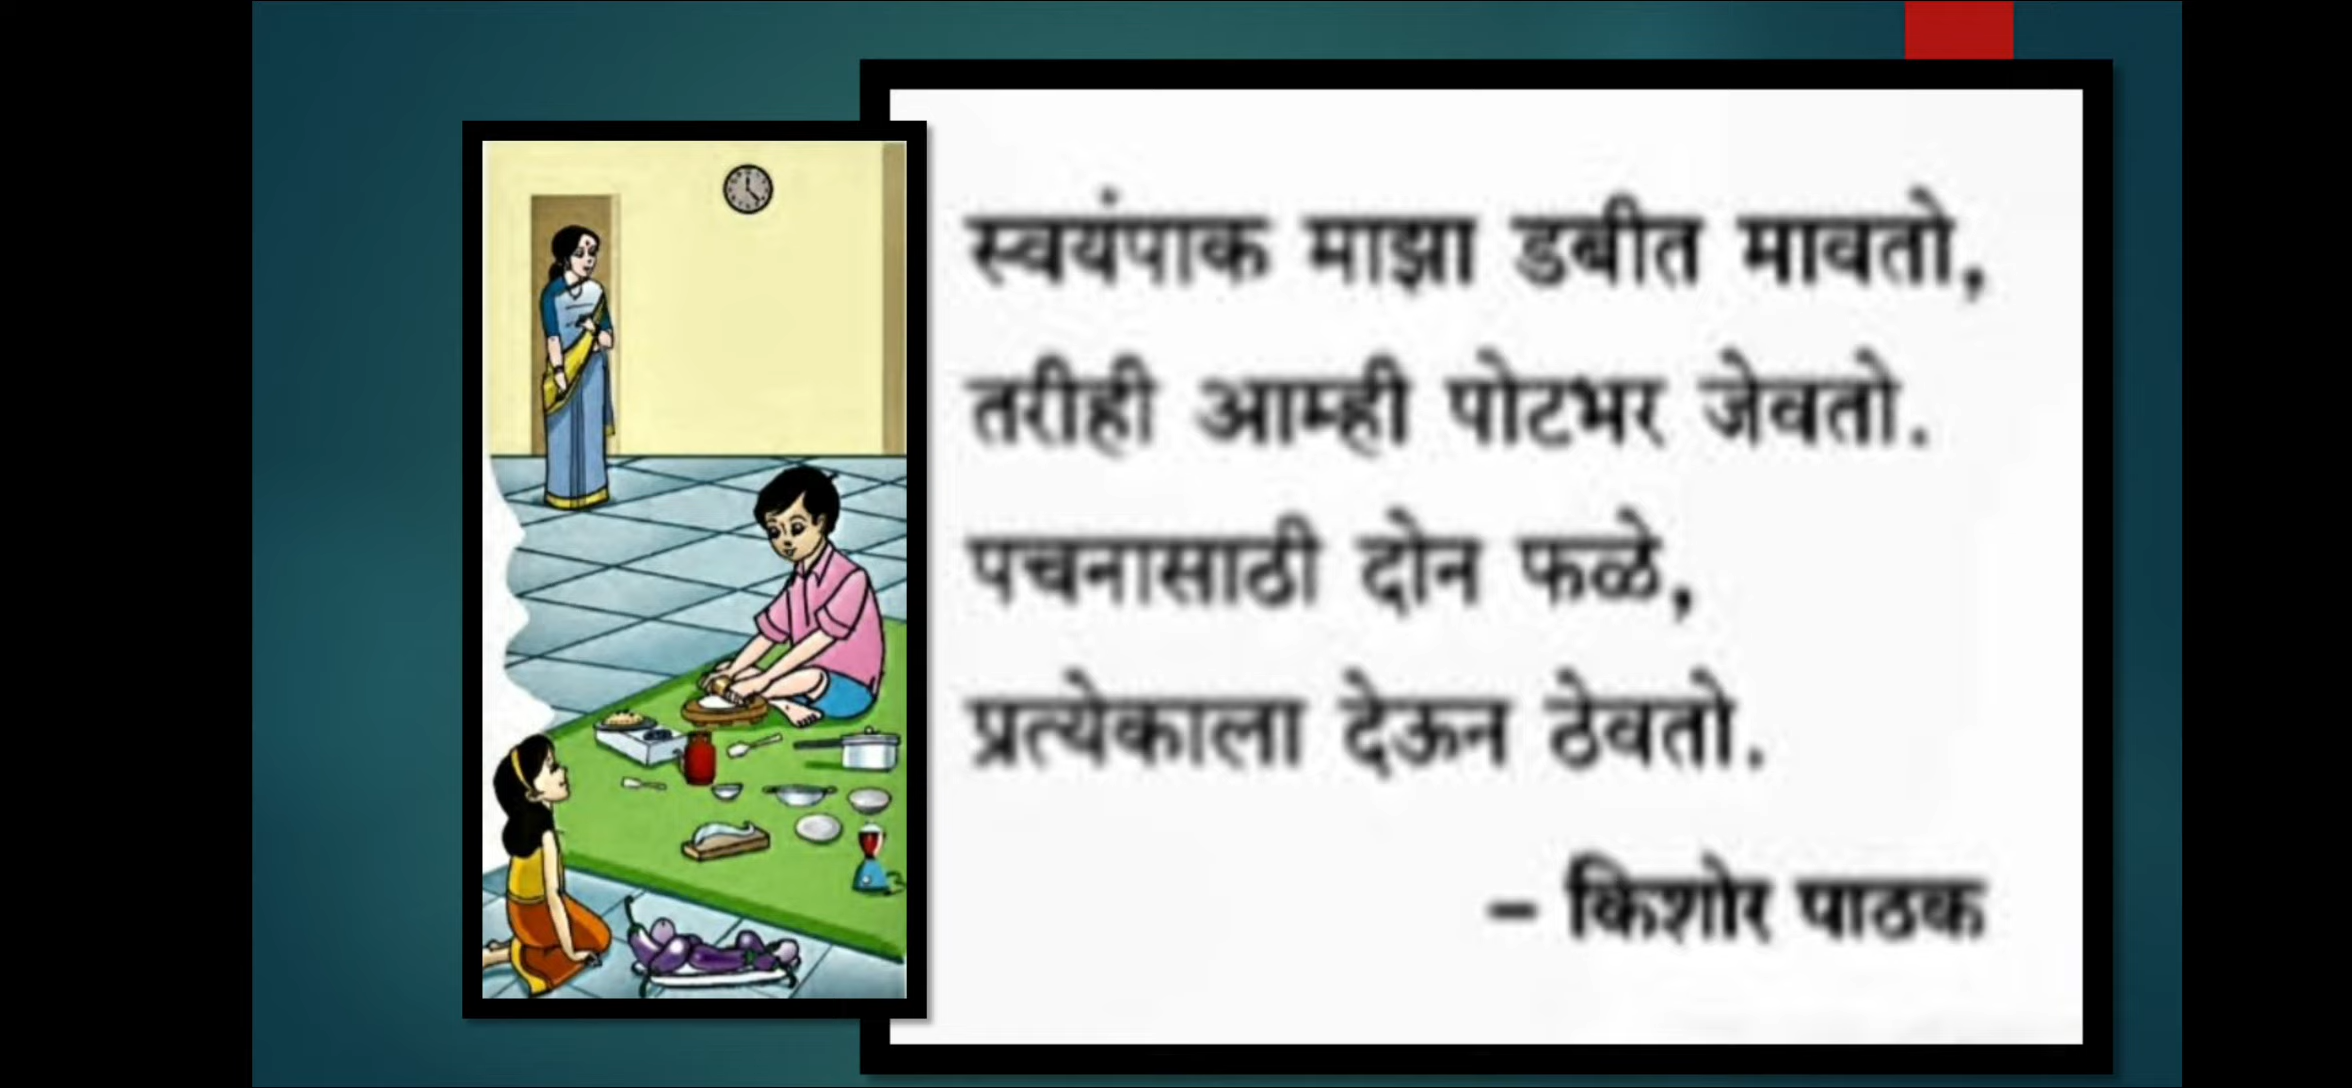 स्वयंपाक माझा डबीत मावतो,
तरीही आम्ही पोटभर जेवतो.
पचनासाठी दोन फळे,
प्रत्येकाला देऊन ठेवतो.
– किशोर पाठक